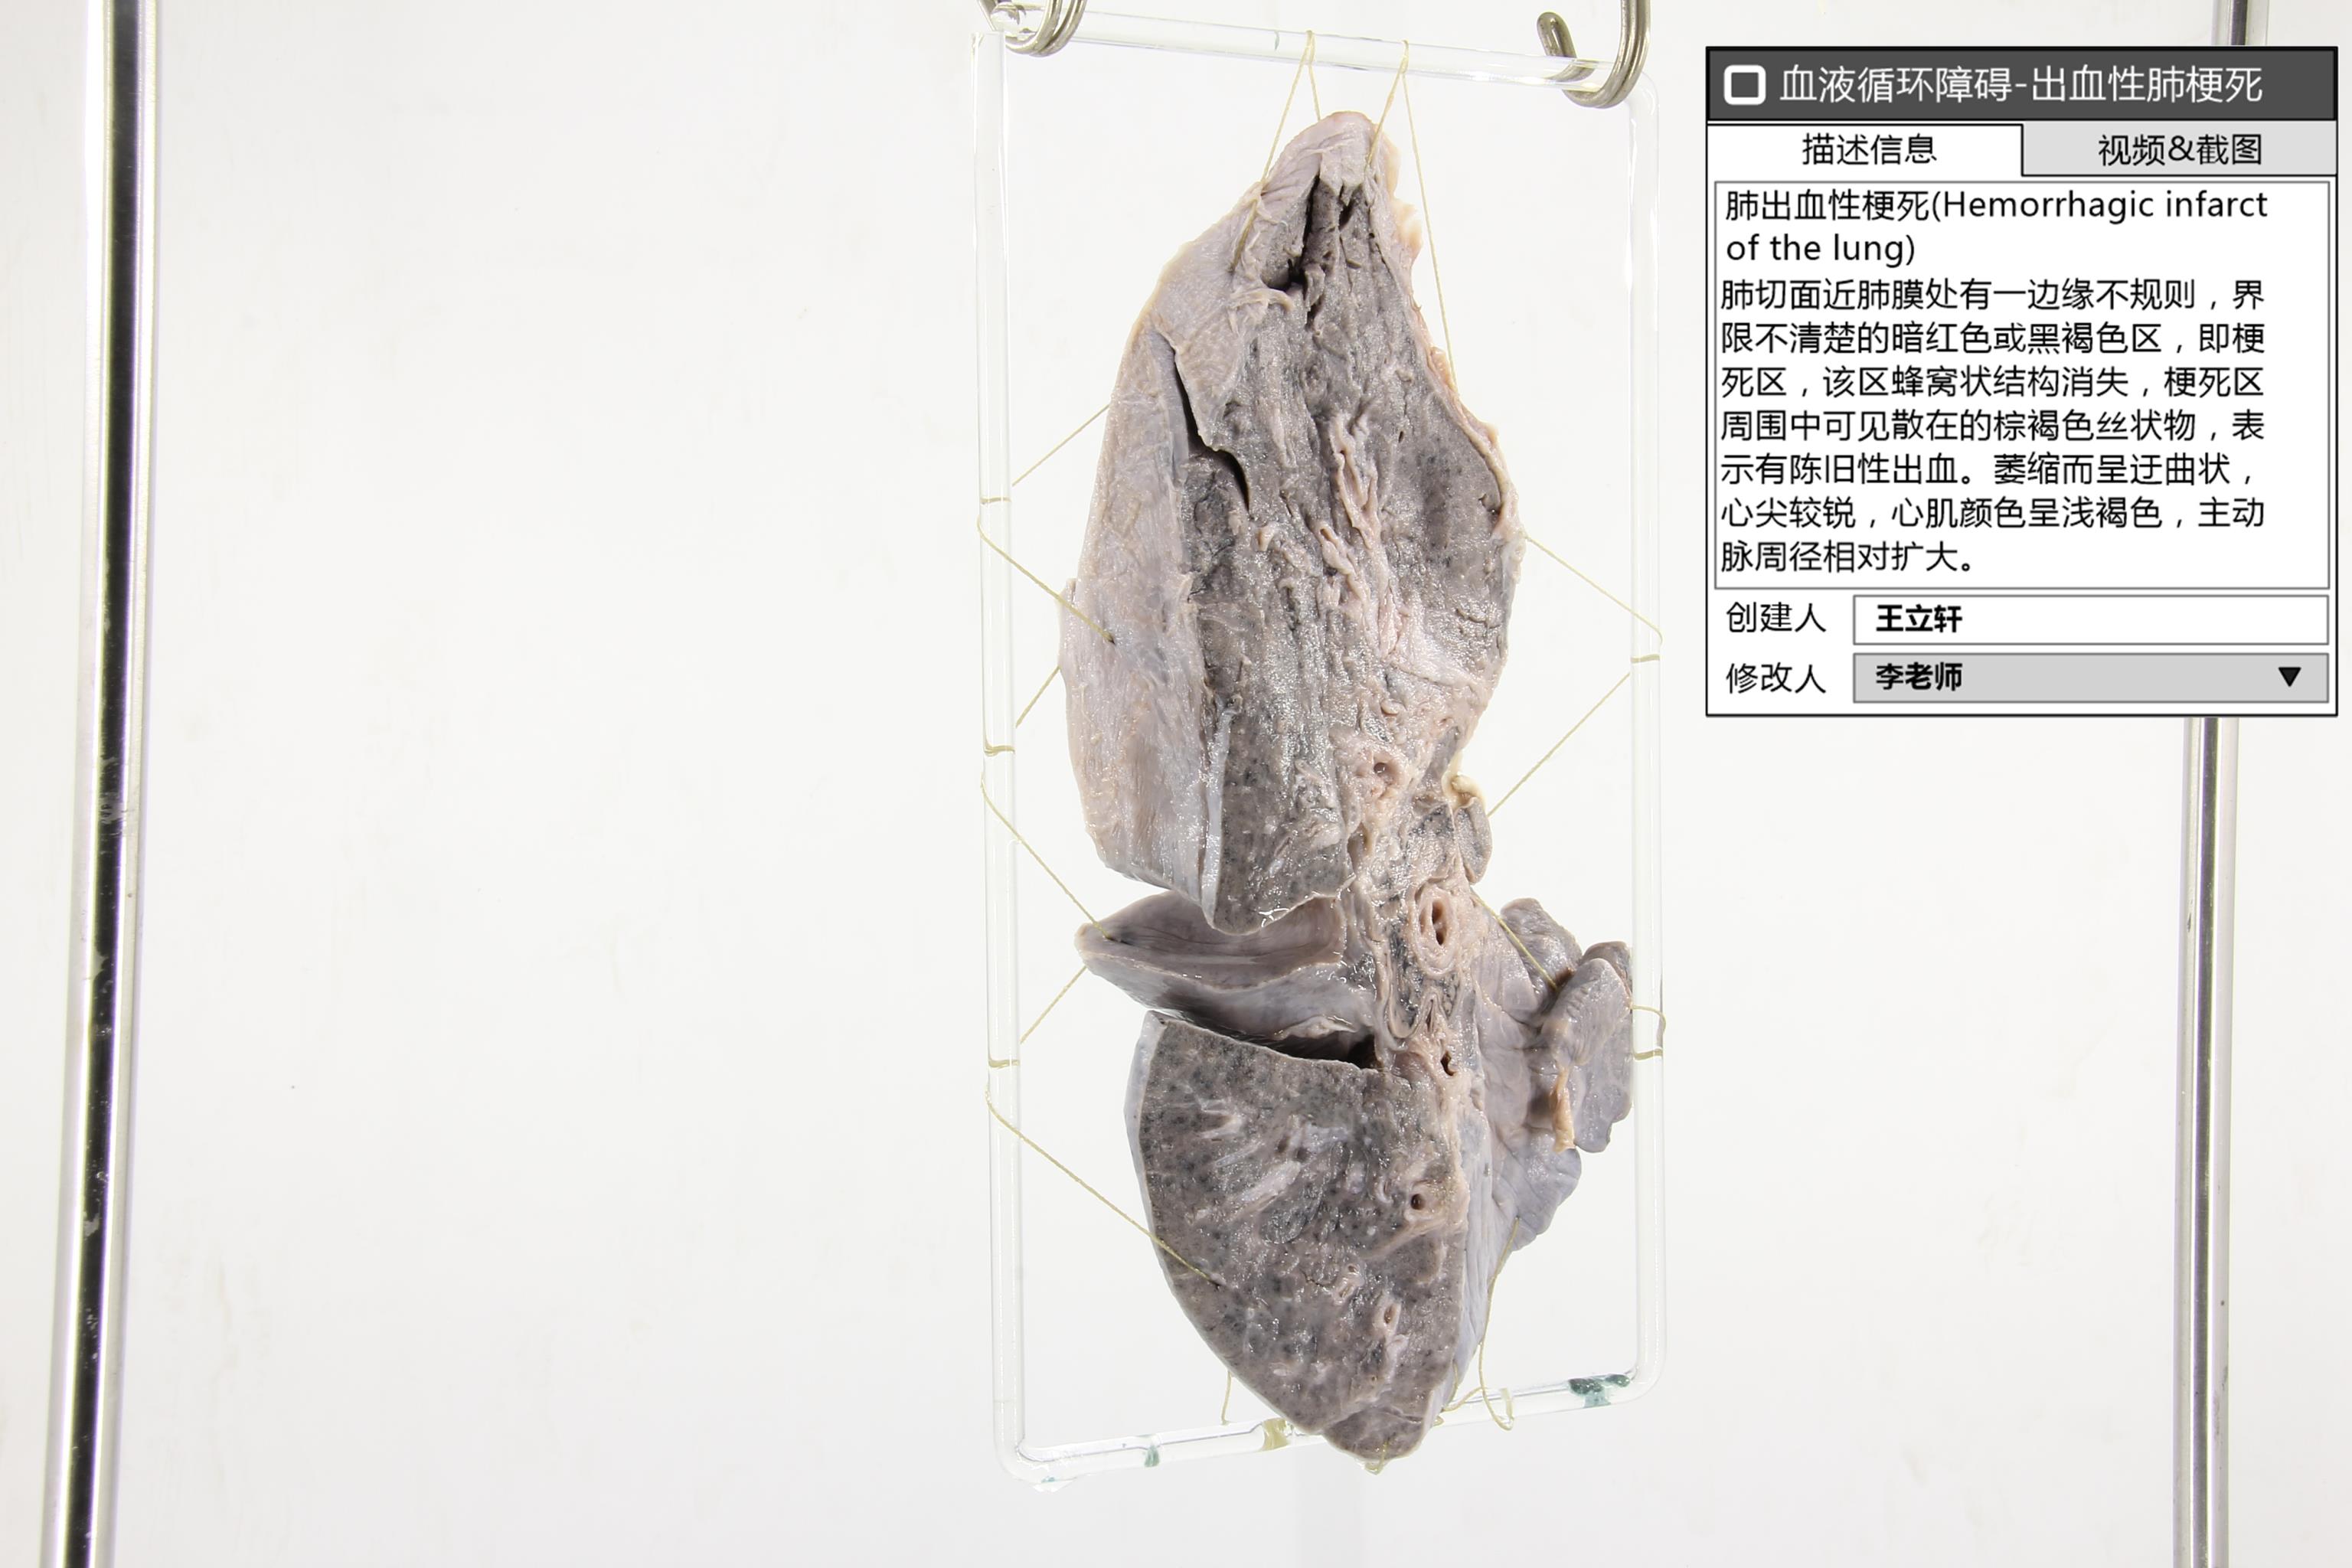 血液循环障碍-出血性肺梗死
描述信息
视频&截图
肺出血性梗死(Hemorrhagic infarct
of the lung)
肺切面近肺膜处有一边缘不规则，界
限不清楚的暗红色或黑褐色区，即梗
死区，该区蜂窝状结构消失，梗死区
周围中可见散在的棕褐色丝状物，表
示有陈旧性出血。萎缩而呈迂曲状，
心尖较锐，心肌颜色呈浅褐色，主动
脉周径相对扩大。
创建人 王立轩
修改人 李老师